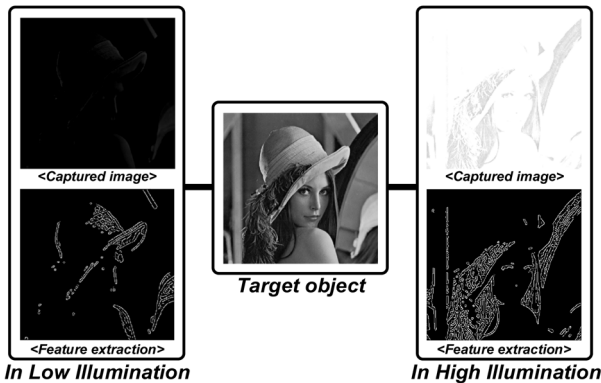 <Captured image>
<Feature extraction>
In Low Illumination
Target object
<Captured image>
<Feature extraction>
In High Illumination